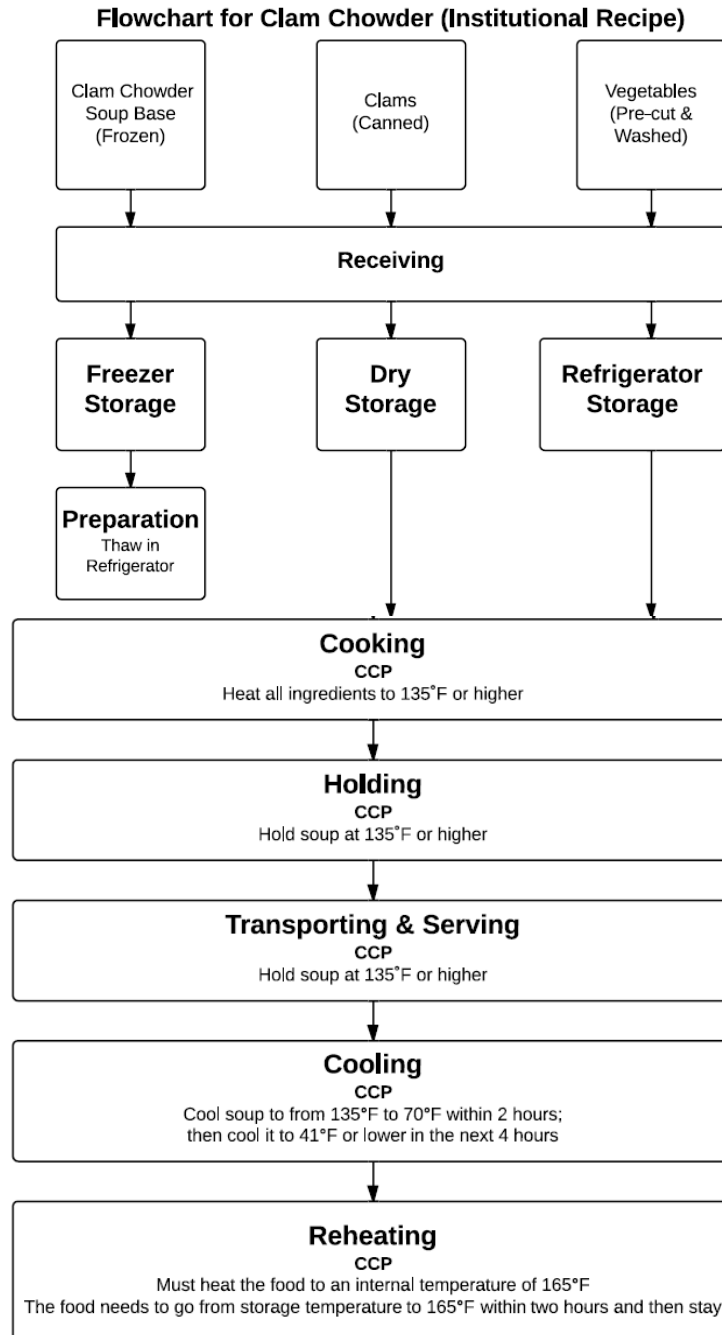 Flowchart for Clam Chowder (Institutional Recipe)
Clam Chowder
Soup Base
(Frozen)
Clams
(Canned)
Vegetables
(Pre-cut &
Washed)
Receiving
Freezer
Storage
Dry
Storage
Refrigerator
Storage
Preparation
Thaw in
Refrigerator
Cooking
CCP
Heat all ingredients to 135°F or higher
Holding
CCP
Hold soup at 135°F or higher
Transporting & Serving
CCP
Hold soup at 135°F or higher
Cooling
CCP
Cool soup to from 135°F to 70°F within 2 hours;
then cool it to 41°F or lower in the next 4 hours
Reheating
CCP
Must heat the food to an internal temperature of 165°F
The food needs to go from storage temperature to 165°F within two hours and then stay